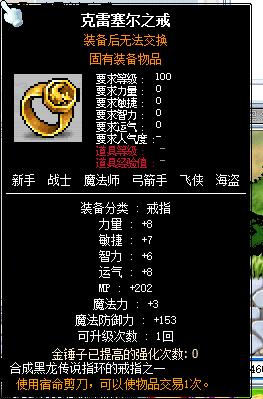 克雷塞尔之戒
装备后无法交换
固有装备物品
要求等级 : 100
要求力量 : 0
要求敏捷 : 0
要求智力 : 0
要求运气 : 0
要求人气度 : -
道具等级 : -
道具经验值 : -
新手 战士 魔法师 弓箭手 飞侠 海盗
装备分类 : 戒指
力量 : +8
敏捷 : +7
智力 : +6
运气 : +8
MP : +202
魔法力 : +3
魔法防御力 : +153
可升级次数 : 1回
金锤子已提高的强化次数: 0
合成黑龙传说指环的戒指之一
使用宿命剪刀，可以使物品交易1次。